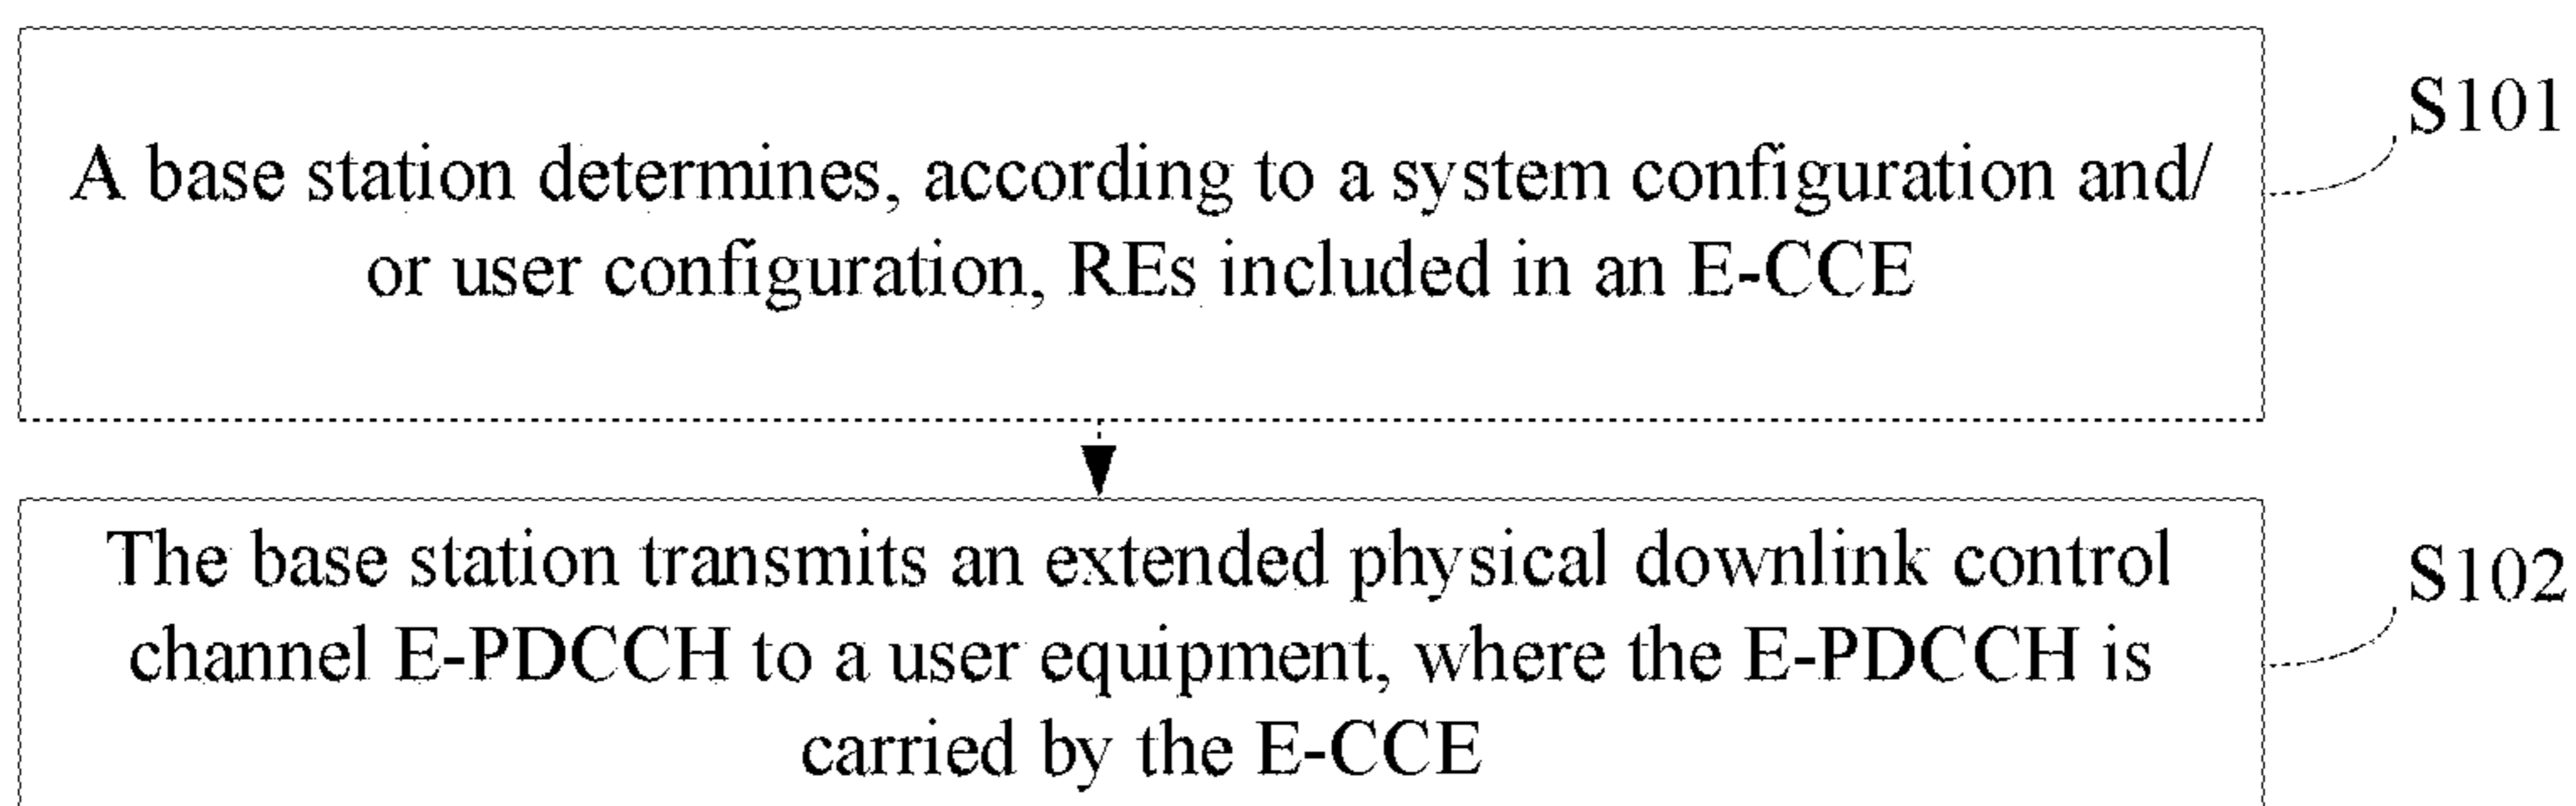 S101
A base station determines, according to a system configuration and/
or user configuration, REs included in an E-CCE
The base station transmits an extended physical downlink control
S102
channel E-PDCCH to a user equipment, where the E-PDCCH is
carried by the E-CCE